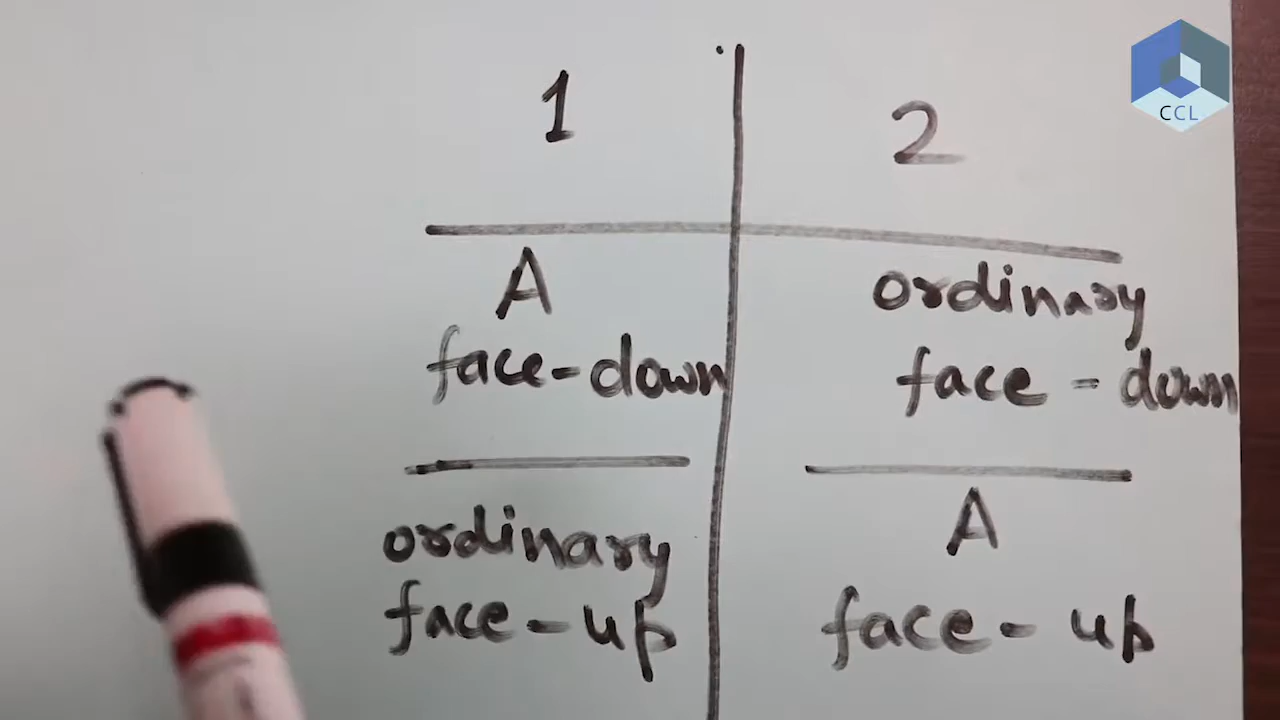 1
2
A
face-down
ordinary
face-down
ordinary
face-up
A
face-up
CCL